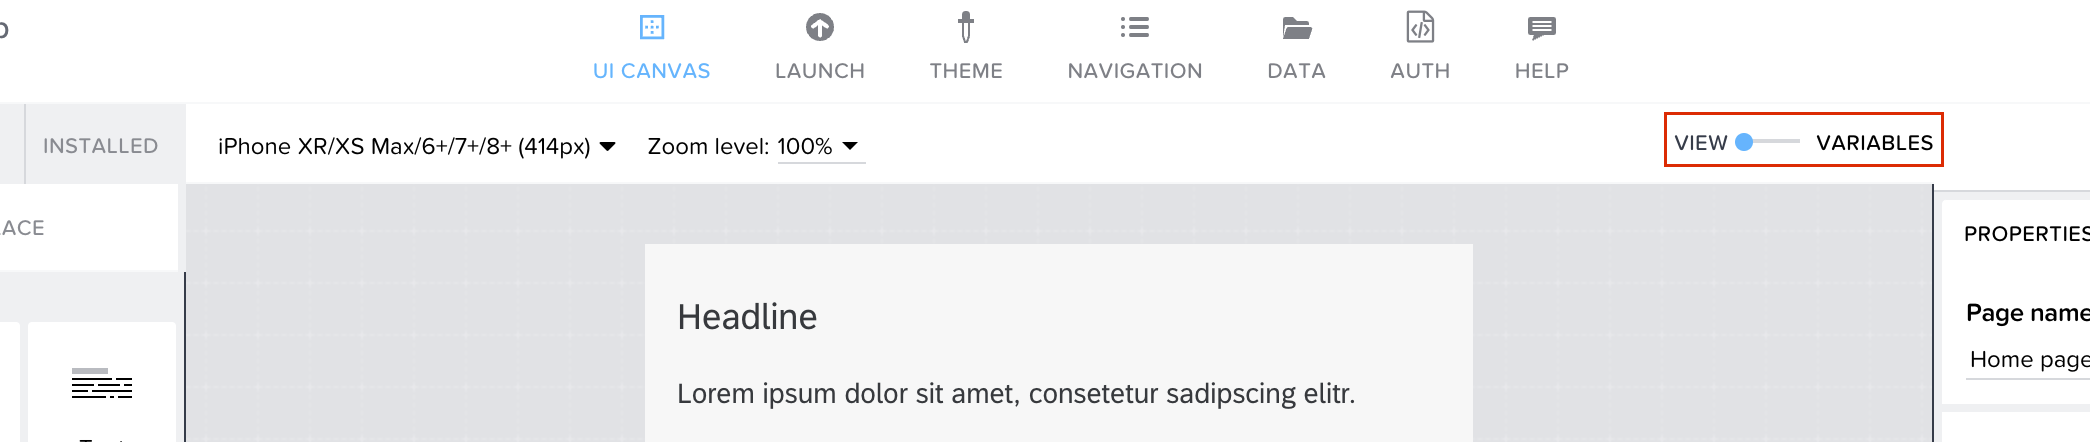 UI CANVAS LAUNCH THEME NAVIGATION DATA AUTH HELP
INSTALLED iPhone XR/XS Max/6+/7+/8+ (414px) Zoom level: 100% VIEW VARIABLES
PROPERTIES
Page name
Home page
Headline
Lorem ipsum dolor sit amet, consetetur sadipscing elitr.